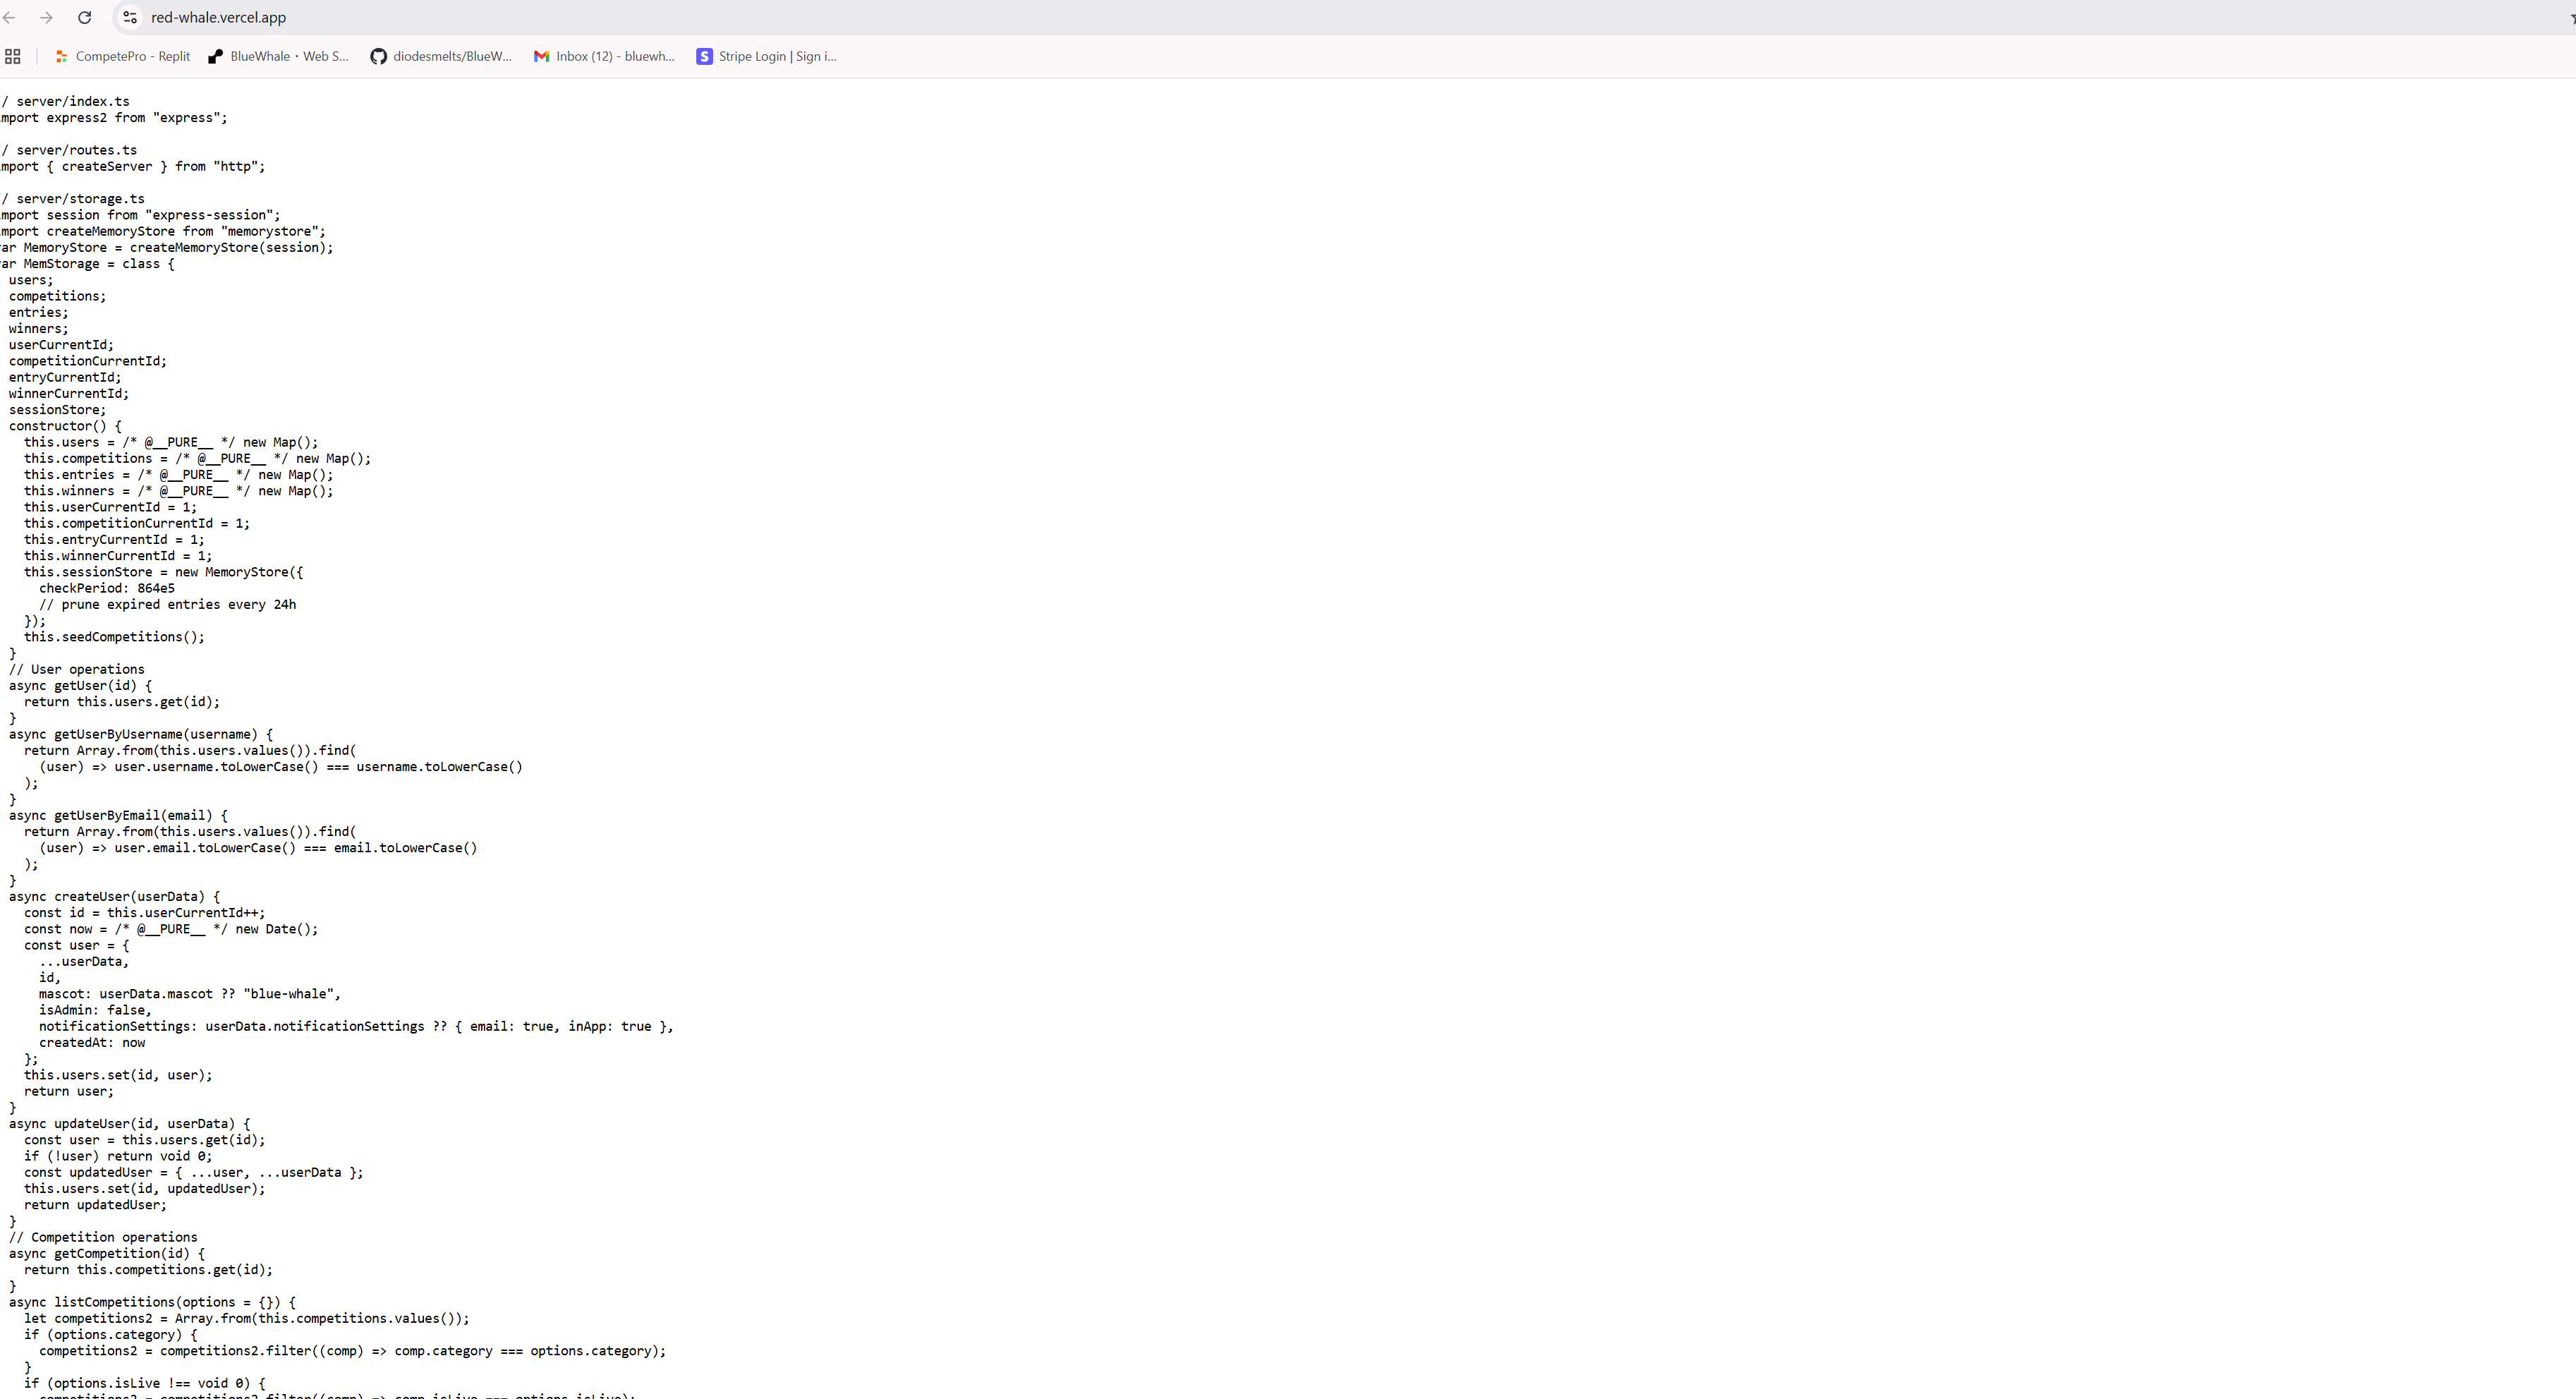 red-whale.vercel.app
CompetePro - Replit
BlueWhale · Web S...
diodesmelts/BlueW...
Inbox (12) - bluewh...
S Stripe Login | Sign i...
/ server/index.ts
mport express2 from "express";
/ server/routes.ts
mport { createServer } from "http";
/ server/storage.ts
mport session from "express-session";
mport createMemoryStore from "memorystore";
ar MemoryStore = createMemoryStore(session);
ar MemStorage = class {
users;
competitions;
entries;
winners;
userCurrentId;
competitionCurrentId;
entryCurrentId;
winnerCurrentId;
sessionStore;
constructor() {
this.users = /* @__PURE__ */ new Map();
this.competitions = /* @__PURE__ */ new Map();
this.entries = /* @__PURE__ */ new Map();
this.winners = /* @__PURE__ */ new Map();
this.userCurrentId = 1;
this.competitionCurrentId = 1;
this.entryCurrentId = 1;
this.winnerCurrentId = 1;
this.sessionStore = new MemoryStore({
checkPeriod: 864e5
// prune expired entries every 24h
});
this.seedCompetitions();
}
// User operations
async getUser(id) {
return this.users.get(id);
}
async getUserByUsername(username) {
return Array.from(this.users.values()).find(
(user) => user.username.toLowerCase() === username.toLowerCase()
);
}
async getUserByEmail(email) {
return Array.from(this.users.values()).find(
(user) => user.email.toLowerCase() === email.toLowerCase()
);
}
async createUser(userData) {
const id = this.userCurrentId++;
const now = /* @__PURE__ */ new Date();
const user = {
...userData,
id,
mascot: userData.mascot ?? "blue-whale",
isAdmin: false,
notificationSettings: userData.notificationSettings ?? { email: true, inApp: true },
createdAt: now
};
this.users.set(id, user);
return user;
}
async updateUser(id, userData) {
const user = this.users.get(id);
if (!user) return void 0;
const updatedUser = { ...user, ...userData };
this.users.set(id, updatedUser);
return updatedUser;
}
// Competition operations
async getCompetition(id) {
return this.competitions.get(id);
}
async listCompetitions(options = {}) {
let competitions2 = Array.from(this.competitions.values());
if (options.category) {
competitions2 = competitions2.filter((comp) => comp.category === options.category);
}
if (options.isLive !== void 0) {
competitions2 = competitions2.filter((comp) => comp.isLive === options.isLive);